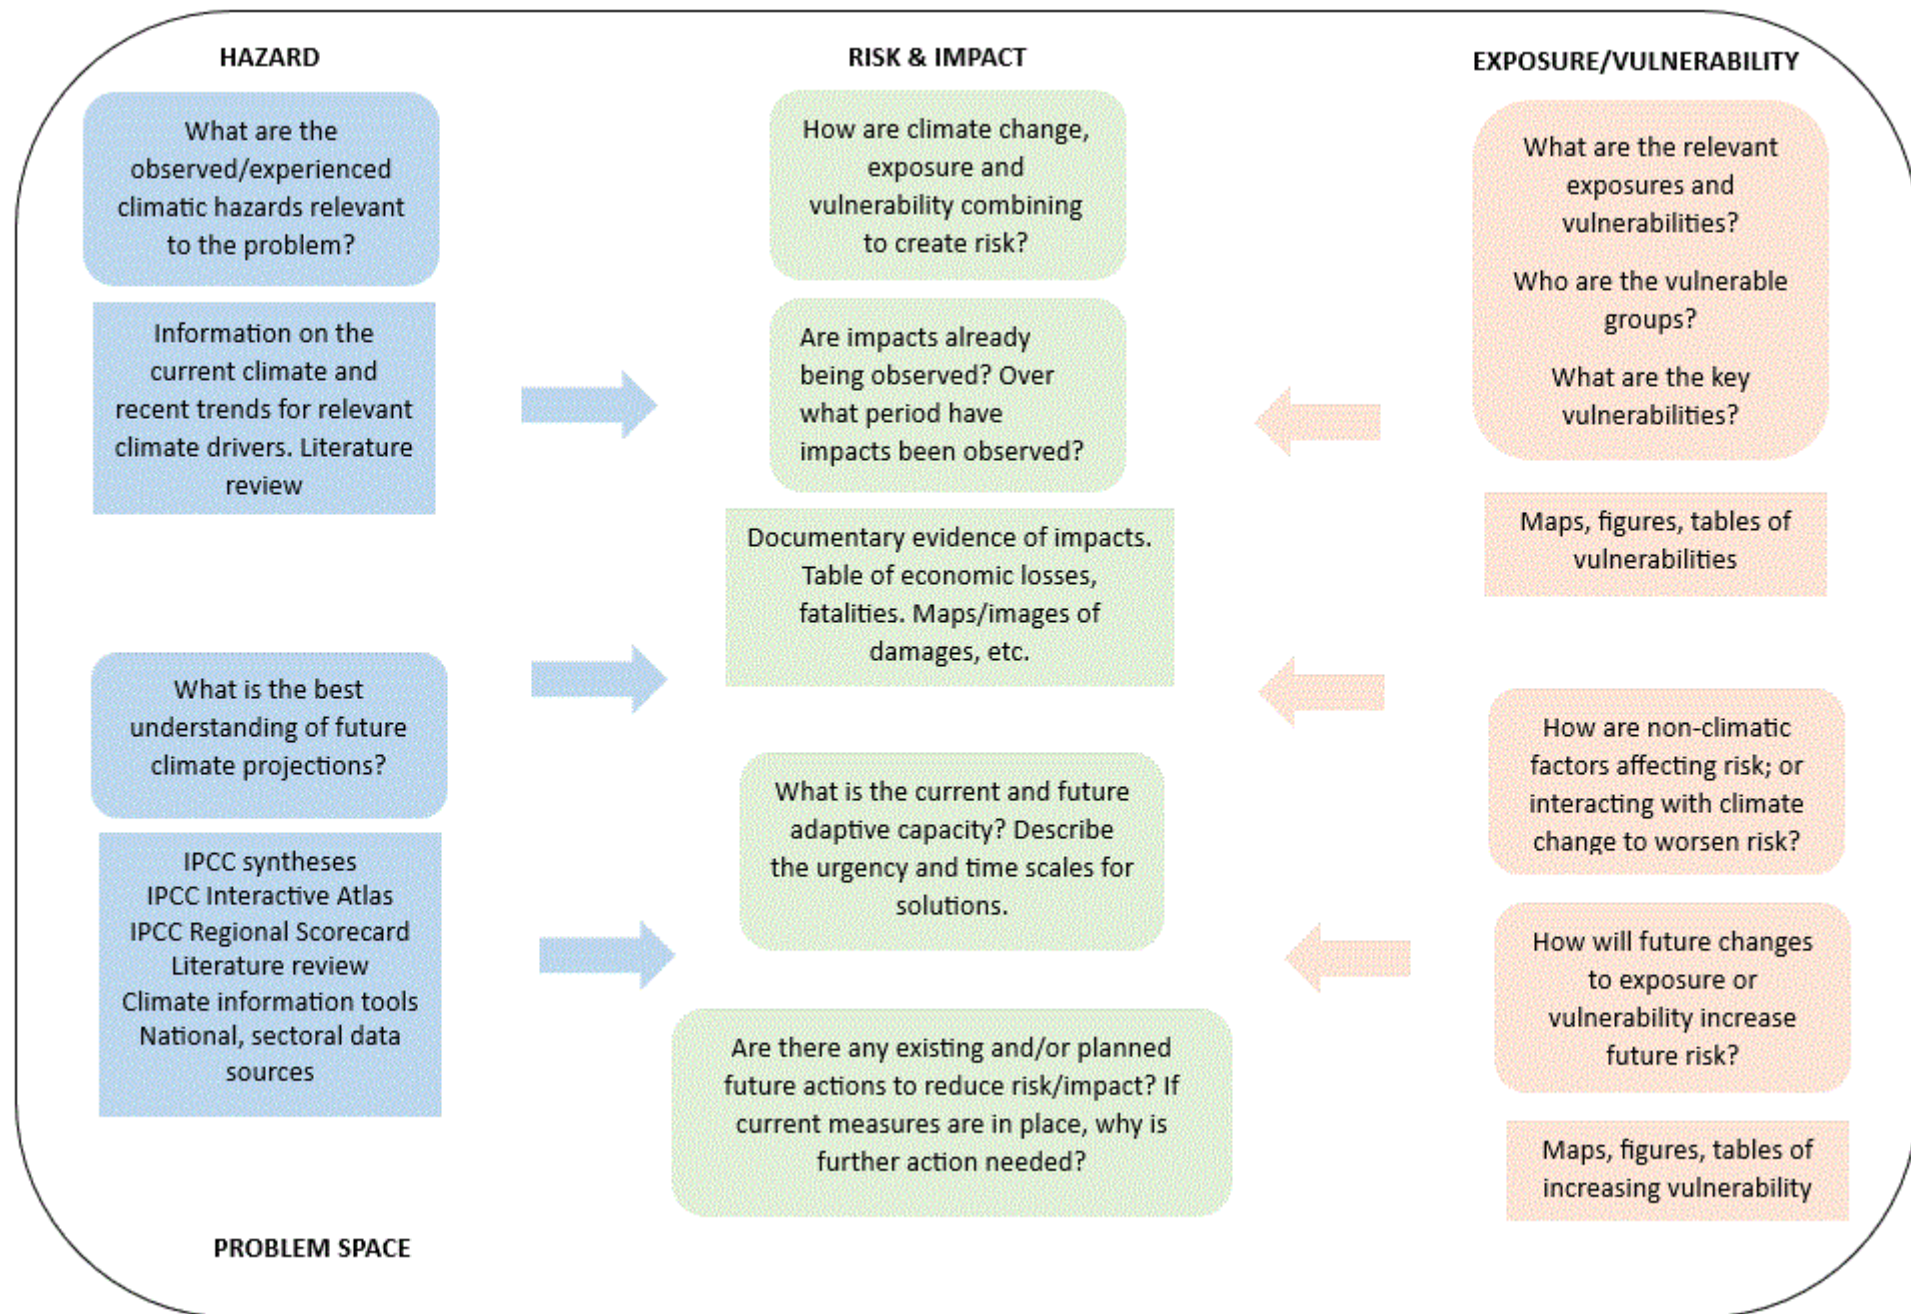 HAZARD
What are the
observed/experienced
climatic hazards relevant
to the problem?
Information on the
current climate and
recent trends for relevant
climate drivers. Literature
review
What is the best
understanding of future
climate projections?
IPCC syntheses
IPCC Interactive Atlas
IPCC Regional Scorecard
Literature review
Climate information tools
National, sectoral data
sources
RISK & IMPACT
How are climate change,
exposure and
vulnerability combining
to create risk?
Are impacts already
being observed? Over
what period have
impacts been observed?
Documentary evidence of impacts.
Table of economic losses,
fatalities. Maps/images of
damages, etc.
What is the current and future
adaptive capacity? Describe
the urgency and time scales for
solutions.
Are there any existing and/or planned
future actions to reduce risk/impact? If
current measures are in place, why is
further action needed?
EXPOSURE/VULNERABILITY
What are the relevant
exposures and
vulnerabilities?
Who are the vulnerable
groups?
What are the key
vulnerabilities?
Maps, figures, tables of
vulnerabilities
How are non-climatic
factors affecting risk; or
interacting with climate
change to worsen risk?
How will future changes
to exposure or
vulnerability increase
future risk?
Maps, figures, tables of
increasing vulnerability
PROBLEM SPACE